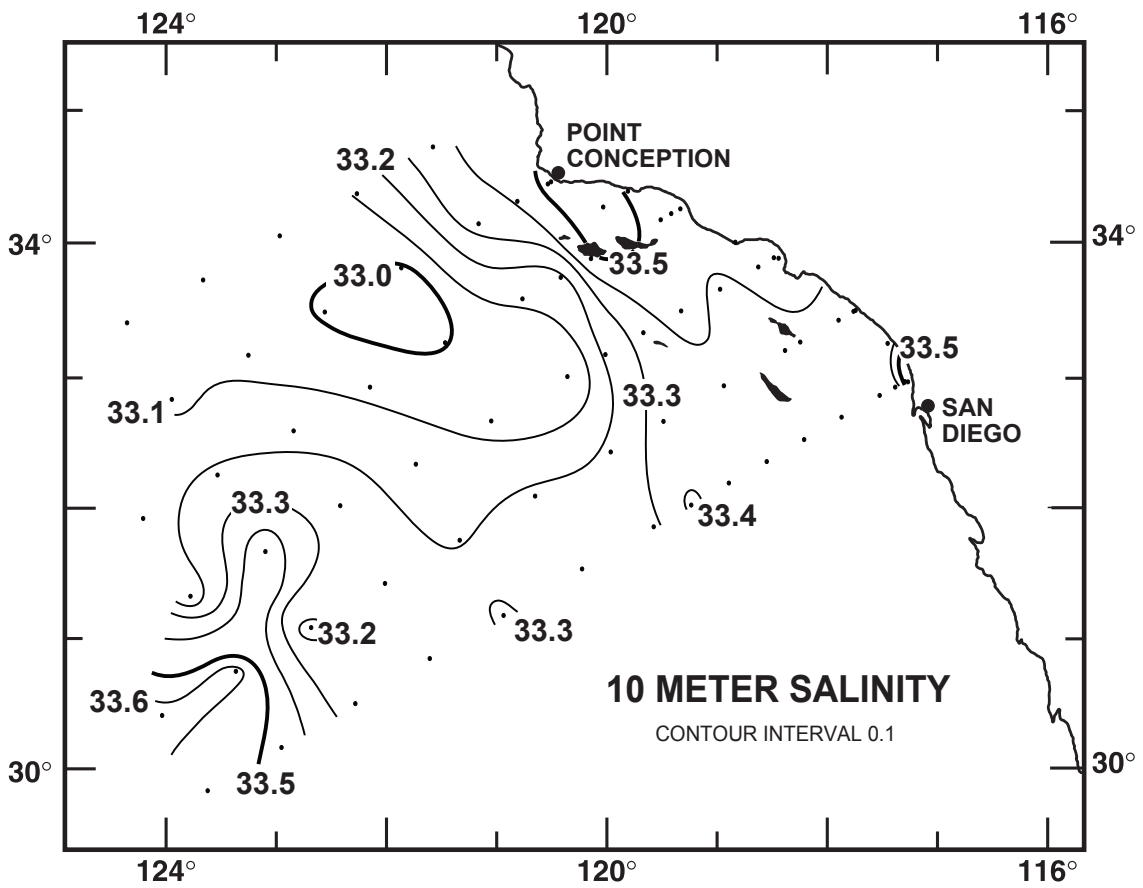 124° 120° 116°
POINT
CONCEPTION
33.2
34° 34°
33.5
33.0
33.5
33.3
33.1
SAN
DIEGO
33.3
33.4
33.2
33.3
10 METER SALINITY
33.6
CONTOUR INTERVAL 0.1
30° 30°
33.5
124° 120° 116°